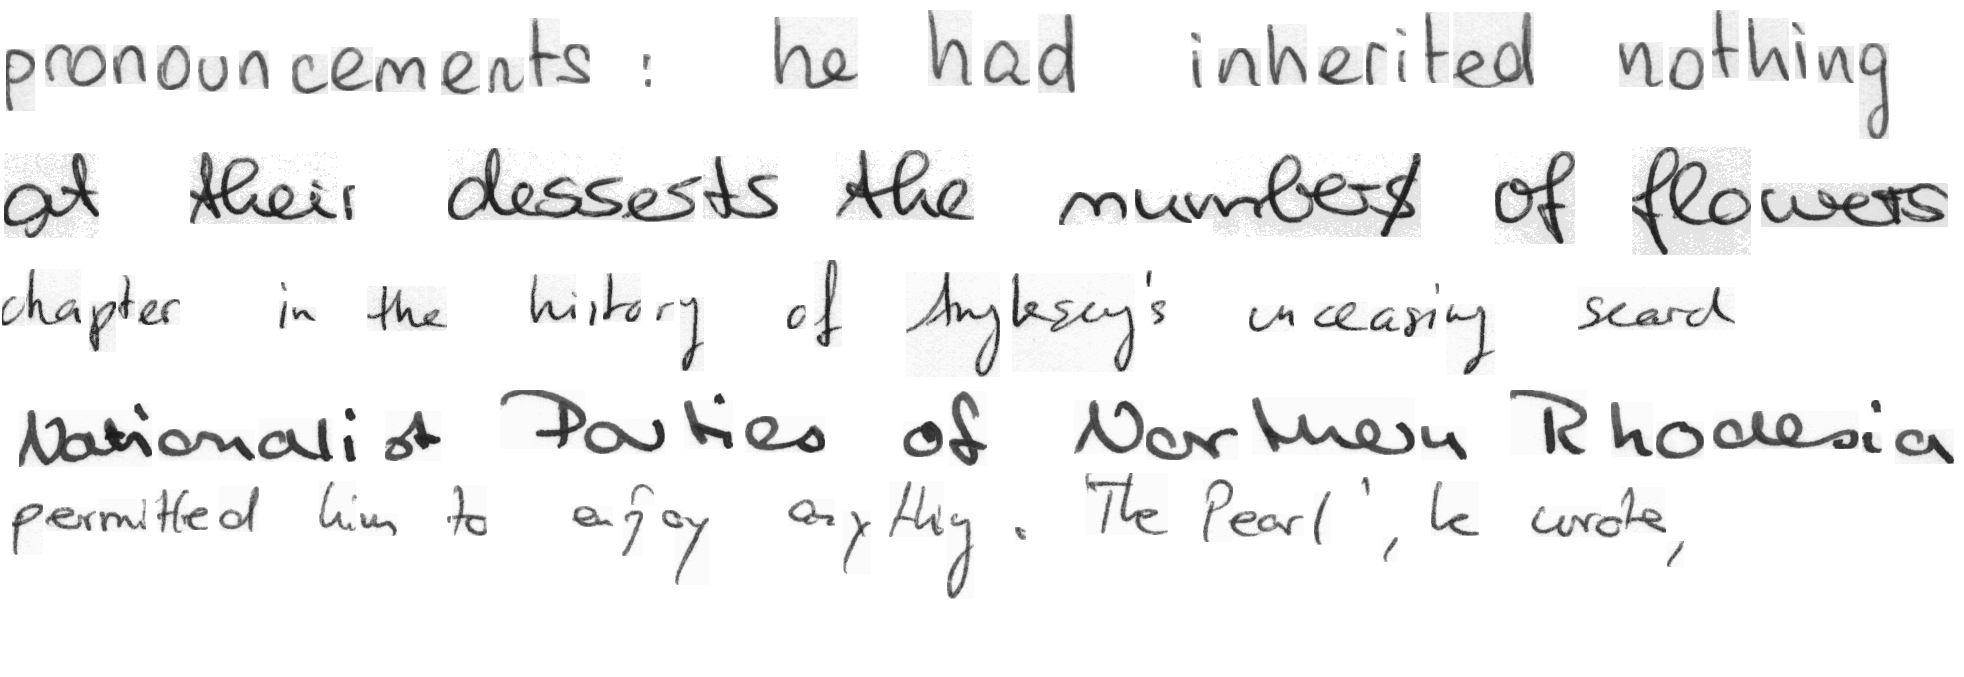 pronouncements : he had inherited nothing
at their desserts the numbers of flowers
chapter in the history of Anglesey's unceasing search
Nationalist Parties of Northern Rhodesia
permitted him to enjoy anything . 'The Pearl' , he wrote ,